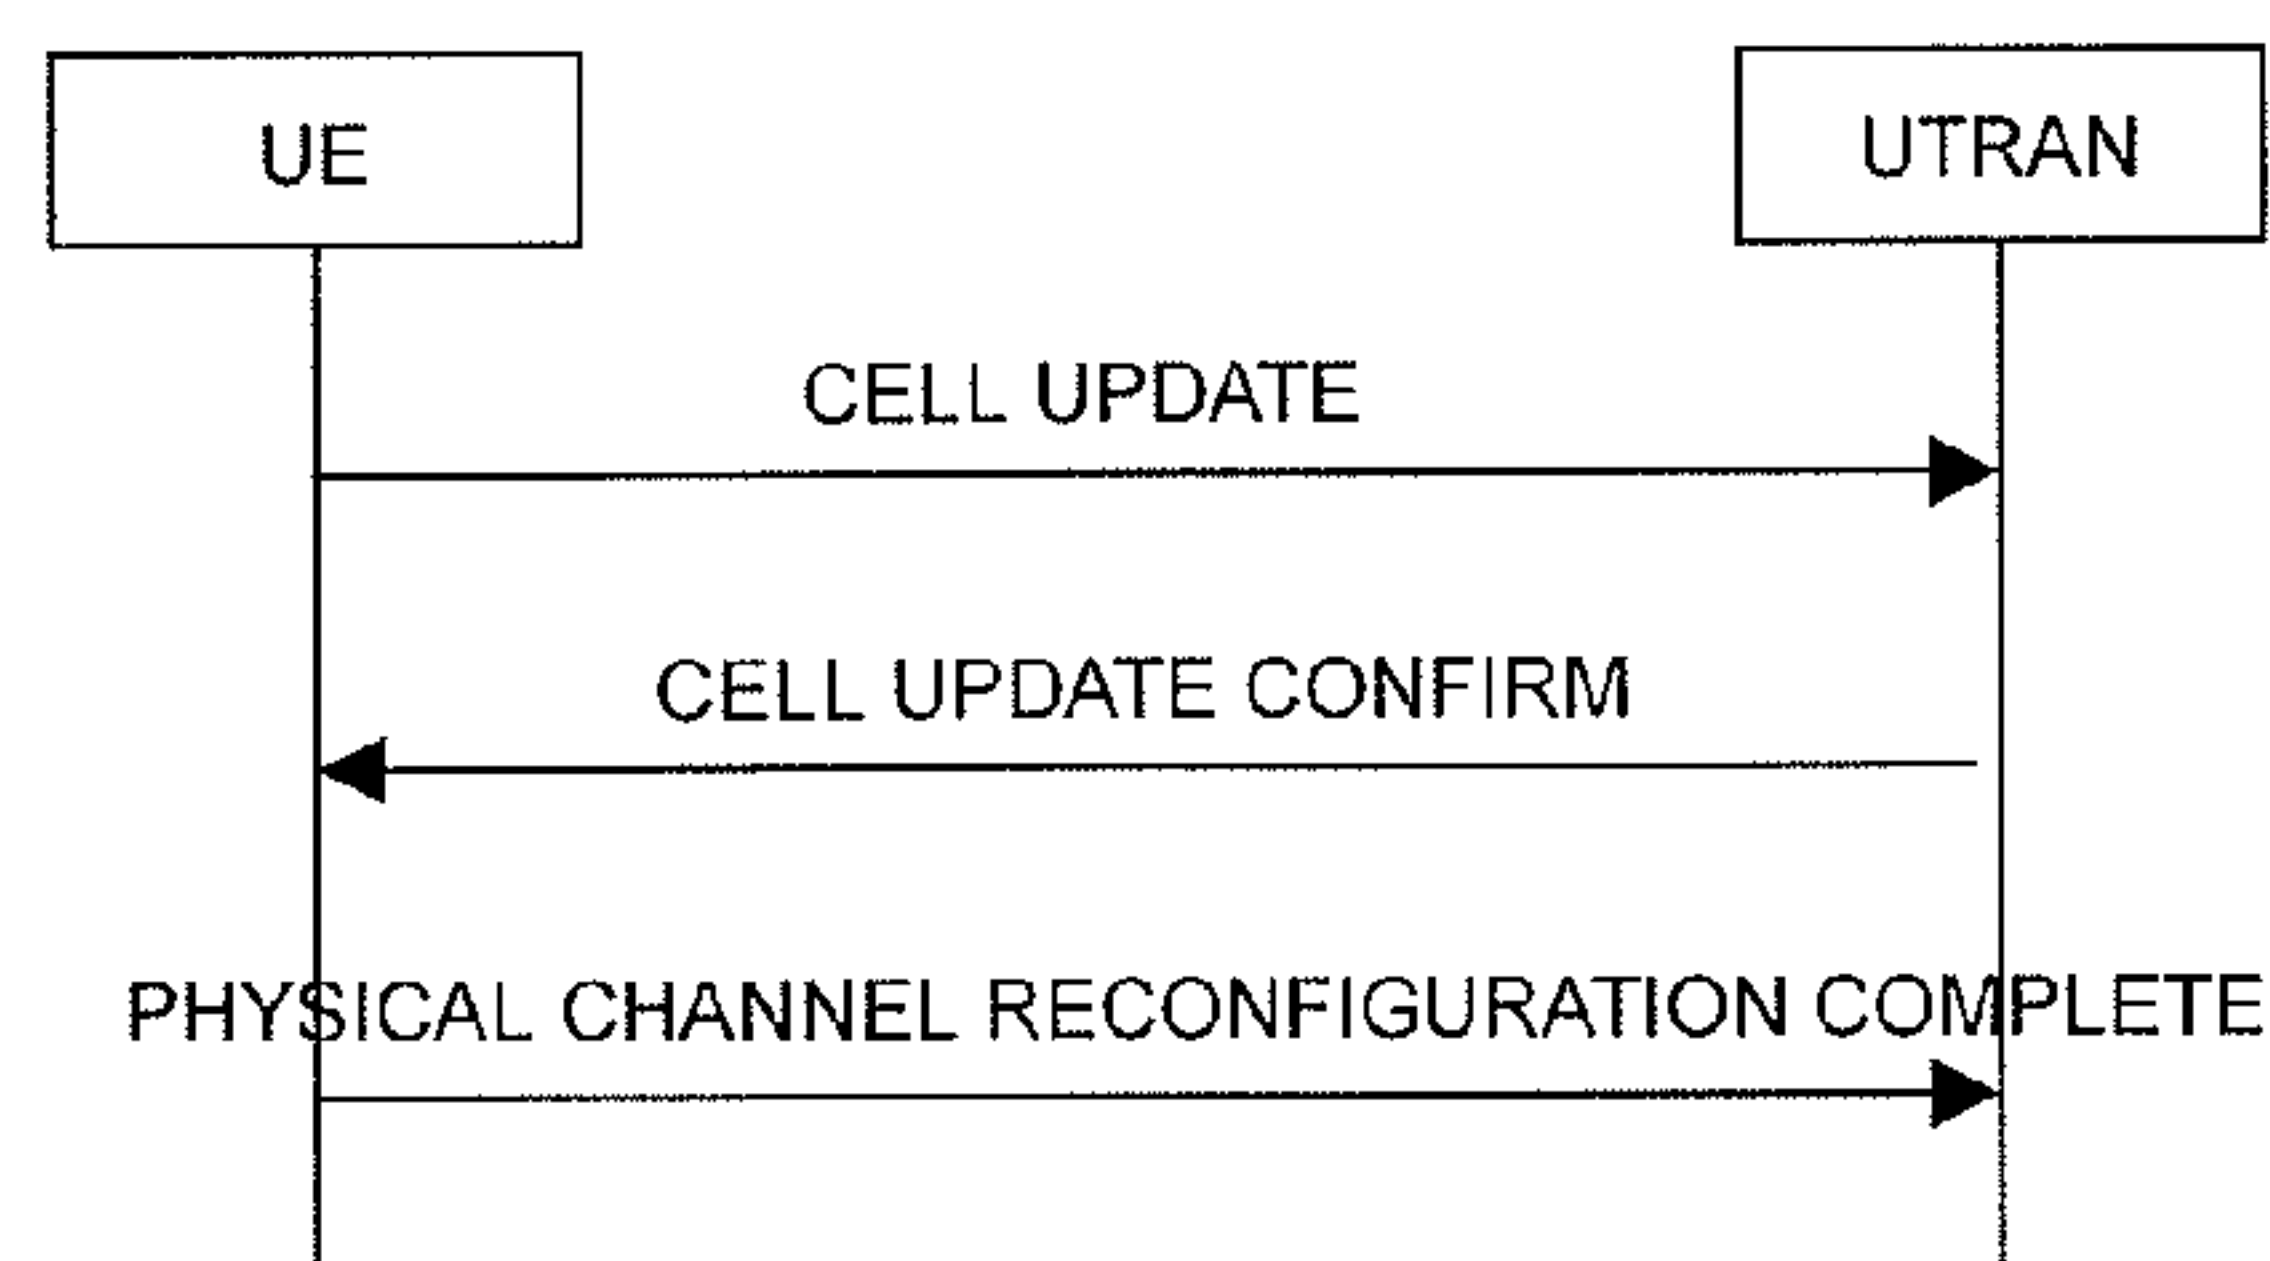 UE
UTRAN
CELL UPDATE
CELL UPDATE CONFIRM
PHYSICAL CHANNEL RECONFIGURATION COMPLETE